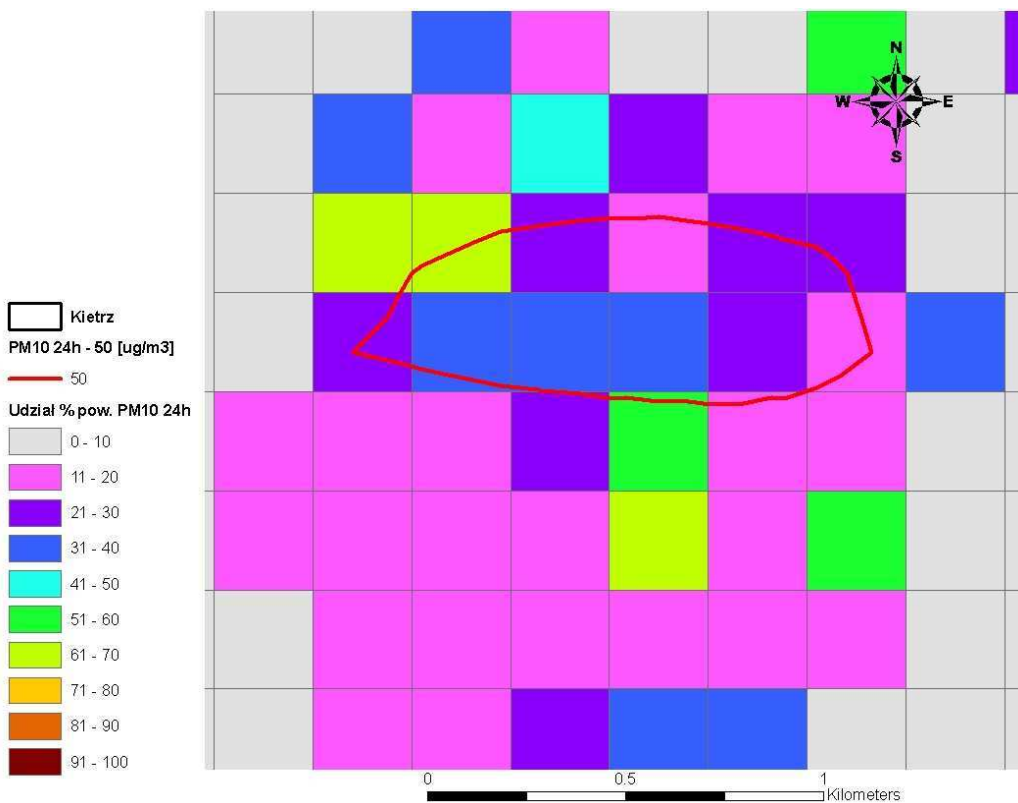 N
W E
S
Kietrz
PM10 24h - 50 [ug/m3]
50
Udział % pow. PM10 24h
0 - 10
11 - 20
21 - 30
31 - 40
41 - 50
51 - 60
61 - 70
71 - 80
81 - 90
91 - 100
0 0.5 1
Kilometers